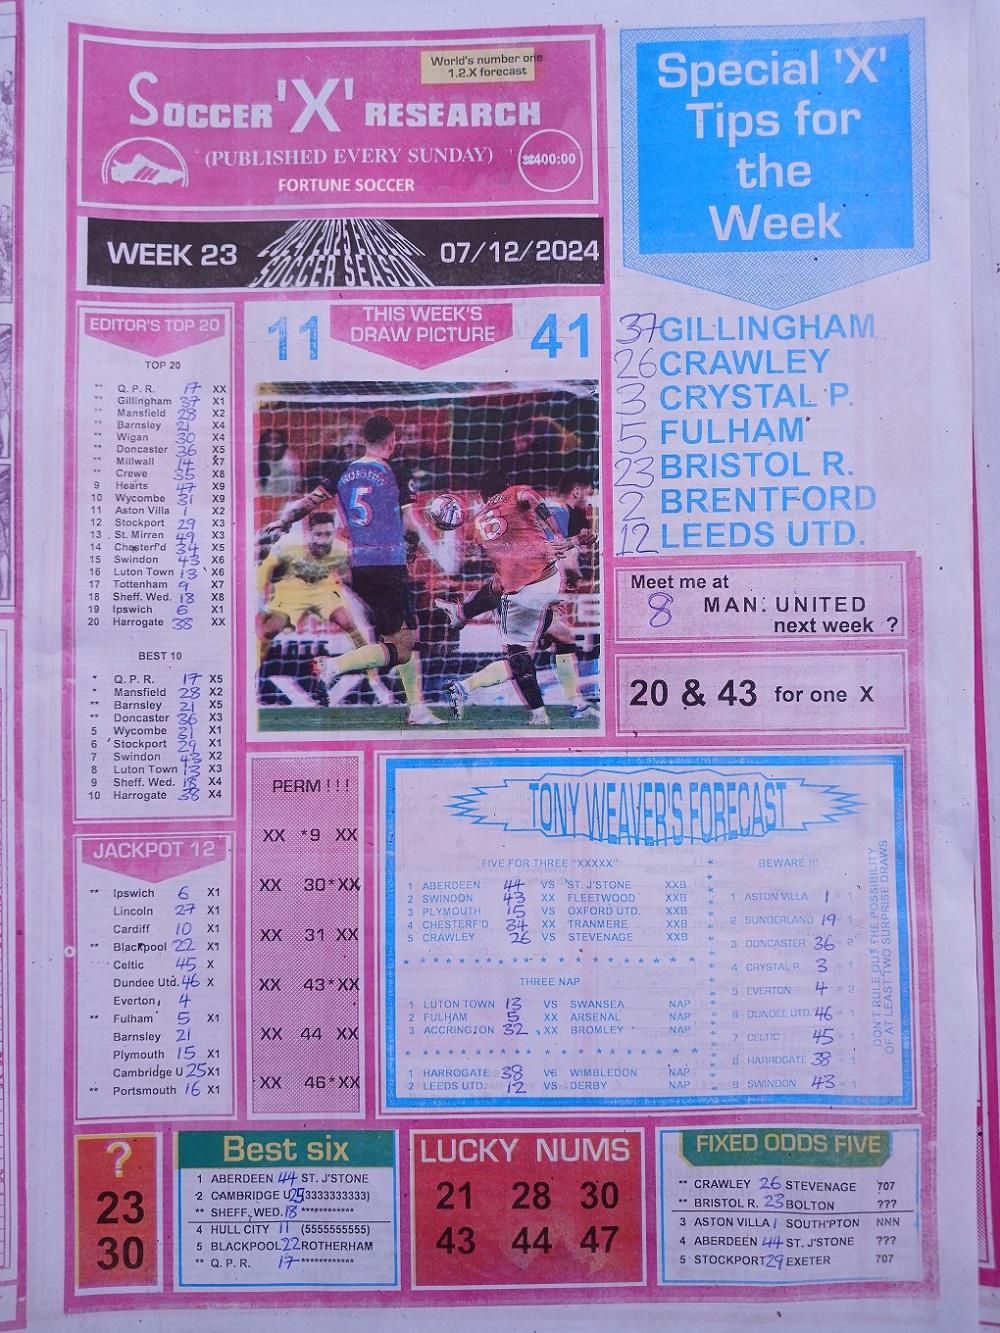 World's number one
1.2.X forecast
SOCCER 'X' RESEARCH
(PUBLISHED EVERY SUNDAY)
FORTUNE SOCCER
WEEK 23
2024/2025 ENGLISH
SOCCER SEASON
07/12/2024
Special 'X'
Tips for
the
Week
37 GILLINGHAM
26 CRAWLEY
3 CRYSTAL P.
5 FULHAM
23 BRISTOL R.
2 BRENTFORD
12 LEEDS UTD.
Meet me at
8 MAN. UNITED
next week ?
20 & 43 for one X
EDITOR'S TOP 20
TOP 20
** Q. P. R. 17 XX
** Gillingham 37 X1
** Mansfield 28 X2
** Barnsley 21 X4
** Wigan 30 X4
** Doncaster 36 X5
** Millwall 14 X7
** Crewe 35 X8
9 Hearts 47 X9
10 Wycombe 31 X9
11 Aston Villa 1 X2
12 Stockport 29 X3
13 St. Mirren 49 X3
14 Chesterf'd 34 X5
15 Swindon 43 X6
16 Luton Town 13 X6
17 Tottenham 9 X7
18 Sheff. Wed. 18 X8
19 Ipswich 6 X1
20 Harrogate 38 XX
BEST 10
* Q. P. R. 17 X5
* Mansfield 28 X2
** Barnsley 21 X5
** Doncaster 36 X3
5 Wycombe 31 X1
6 Stockport 29 X1
7 Swindon 43 X2
8 Luton Town 13 X3
9 Sheff. Wed. 18 X4
10 Harrogate 38 X4
11 THIS WEEK'S
DRAW PICTURE 41
5
JACKPOT 12
** Ipswich 6 X1
Lincoln 27 X1
Cardiff 10 X1
** Blackpool 22 X1
Celtic 45 X
Dundee Utd. 46 X
Everton 4
** Fulham 5 X1
Barnsley 21
Plymouth 15 X1
Cambridge U 25 X1
** Portsmouth 16 X1
PERM !!!
XX *9 XX
XX 30* XX
XX 31 XX
XX 43* XX
XX 44 XX
XX 46* XX
TONY WEAVER'S FORECAST
FIVE FOR THREE "XXXXX"
1 ABERDEEN 44 VS ST. J'STONE XXB
2 SWINDON 43 XX FLEETWOOD XXB
3 PLYMOUTH 15 VS OXFORD UTD. XXB
4 CHESTERF'D 34 XX TRANMERE XXB
5 CRAWLEY 26 VS STEVENAGE XXB
THREE NAP
1 LUTON TOWN 13 VS SWANSEA NAP
2 FULHAM 5 XX ARSENAL NAP
3 ACCRINGTON 32 XX BROMLEY NAP
1 HARROGATE 38 VS WIMBLEDON NAP
2 LEEDS UTD. 12 VS DERBY NAP
BEWARE !!!
1 ASTON VILLA 1 = 1
2 SUNDERLAND 19 = 1
3 DONCASTER 36 = 2
4 CRYSTAL P. 3 = 1
5 EVERTON 4 = 2
6 DUNDEE UTD. 46 = 1
7 CELTIC 45 = 1
8 HARROGATE 38 = 1
9 SWINDON 43 = 1
DON'T RULE OUT THE POSSIBILITY
OF AT LEAST TWO SURPRISE DRAWS
?
23
30
Best six
1 ABERDEEN 44 ST. J'STONE
2 CAMBRIDGE U 25 (3333333333)
** SHEFF. WED. 18 ************
4 HULL CITY 11 (5555555555)
5 BLACKPOOL 22 ROTHERHAM
** Q. P. R. 17 ************
LUCKY NUMS
21 28 30
43 44 47
FIXED ODDS FIVE
** CRAWLEY 26 STEVENAGE 707
** BRISTOL R. 23 BOLTON ???
3 ASTON VILLA 1 SOUTH'PTON NNN
4 ABERDEEN 44 ST. J'STONE ???
5 STOCKPORT 29 EXETER 707